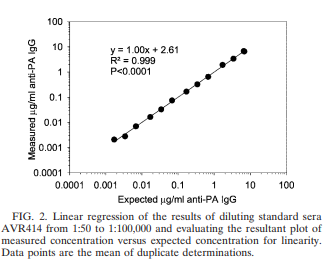 100
10
1
0.1
0.01
0.001
0.0001
Measured µg/ml anti-PA IgG
y = 1.00x + 2.61
R² = 0.999
P<0.0001
0.0001 0.001 0.01 0.1 1 10 100
Expected µg/ml anti-PA IgG
FIG. 2. Linear regression of the results of diluting standard sera
AVR414 from 1:50 to 1:100,000 and evaluating the resultant plot of
measured concentration versus expected concentration for linearity.
Data points are the mean of duplicate determinations.